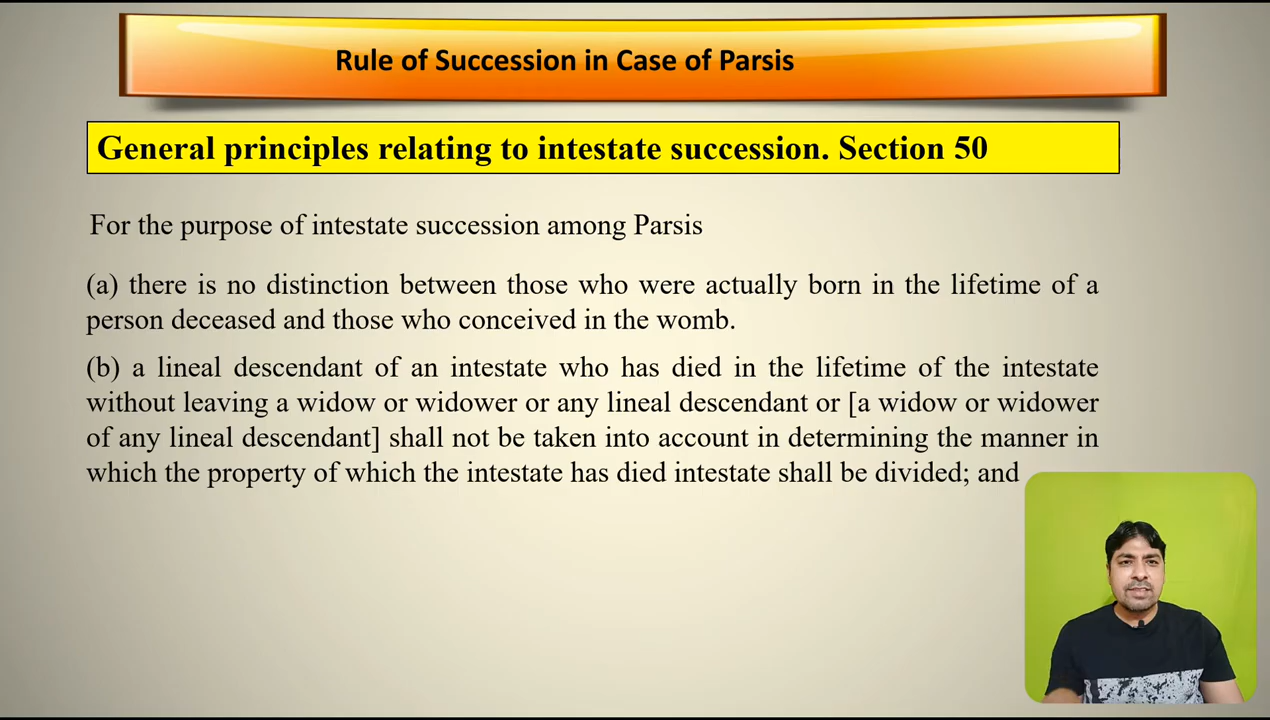 Rule of Succession in Case of Parsis
General principles relating to intestate succession. Section 50
For the purpose of intestate succession among Parsis
(a) there is no distinction between those who were actually born in the lifetime of a
person deceased and those who conceived in the womb.
(b) a lineal descendant of an intestate who has died in the lifetime of the intestate
without leaving a widow or widower or any lineal descendant or [a widow or widower
of any lineal descendant] shall not be taken into account in determining the manner in
which the property of which the intestate has died intestate shall be divided; and